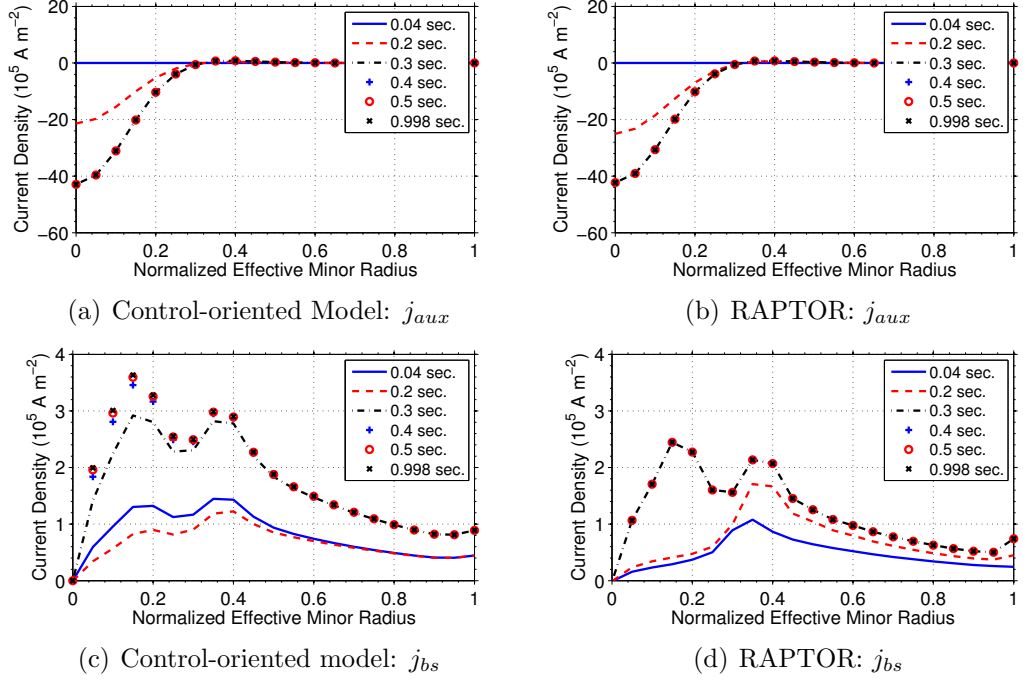 20
0
−20
−40
−60
Current Density (10⁵ A m⁻²)
0 0.2 0.4 0.6 0.8 1
Normalized Effective Minor Radius
0.04 sec.
0.2 sec.
0.3 sec.
0.4 sec.
0.5 sec.
0.998 sec.
(a) Control-oriented Model: j_aux
20
0
−20
−40
−60
Current Density (10⁵ A m⁻²)
0 0.2 0.4 0.6 0.8 1
Normalized Effective Minor Radius
0.04 sec.
0.2 sec.
0.3 sec.
0.4 sec.
0.5 sec.
0.998 sec.
(b) RAPTOR: j_aux
4
3
2
1
0
Current Density (10⁵ A m⁻²)
0 0.2 0.4 0.6 0.8 1
Normalized Effective Minor Radius
0.04 sec.
0.2 sec.
0.3 sec.
0.4 sec.
0.5 sec.
0.998 sec.
(c) Control-oriented model: j_bs
4
3
2
1
0
Current Density (10⁵ A m⁻²)
0 0.2 0.4 0.6 0.8 1
Normalized Effective Minor Radius
0.04 sec.
0.2 sec.
0.3 sec.
0.4 sec.
0.5 sec.
0.998 sec.
(d) RAPTOR: j_bs